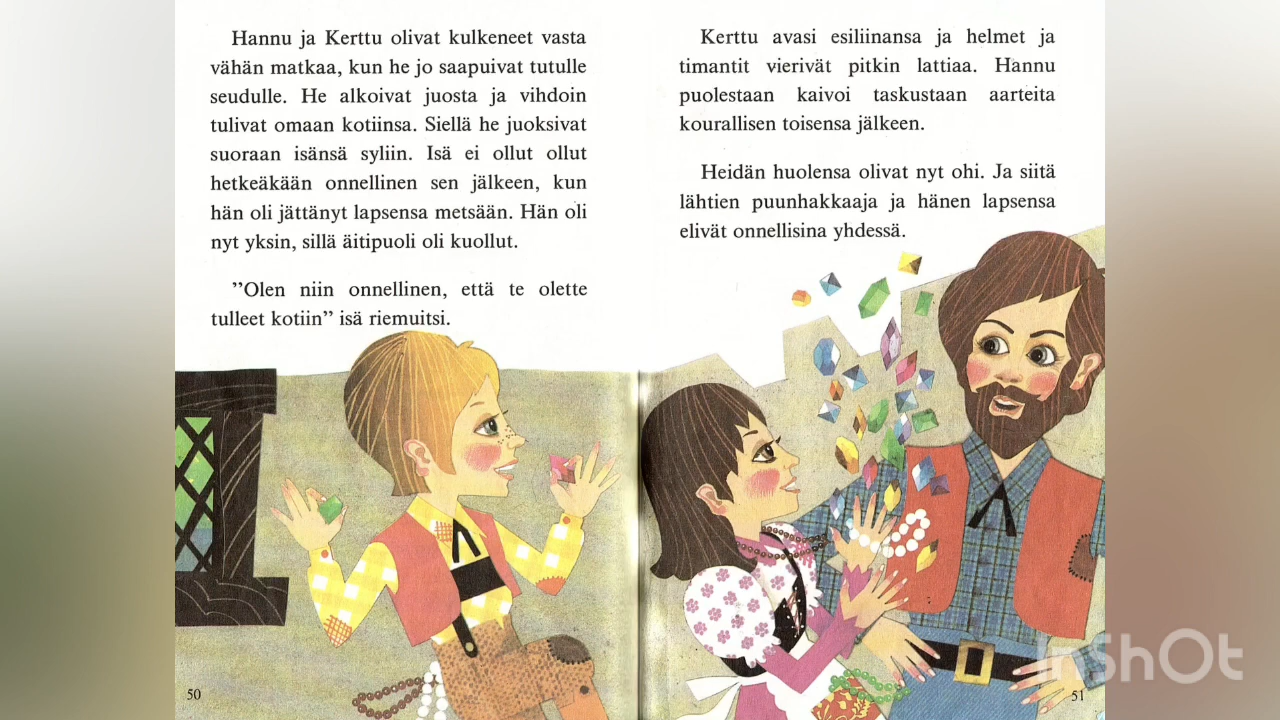 Hannu ja Kerttu olivat kulkeneet vasta
vähän matkaa, kun he jo saapuivat tutulle
seudulle. He alkoivat juosta ja vihdoin
tulivat omaan kotiinsa. Siellä he juoksivat
suoraan isänsä syliin. Isä ei ollut ollut
hetkeäkään onnellinen sen jälkeen, kun
hän oli jättänyt lapsensa metsään. Hän oli
nyt yksin, sillä äitipuoli oli kuollut.
”Olen niin onnellinen, että te olette
tulleet kotiin” isä riemuitsi.
50
Kerttu avasi esiliinansa ja helmet ja
timantit vierivät pitkin lattiaa. Hannu
puolestaan kaivoi taskustaan aarteita
kourallisen toisensa jälkeen.
Heidän huolensa olivat nyt ohi. Ja siitä
lähtien puunhakkaaja ja hänen lapsensa
elivät onnellisina yhdessä.
51
InShOt